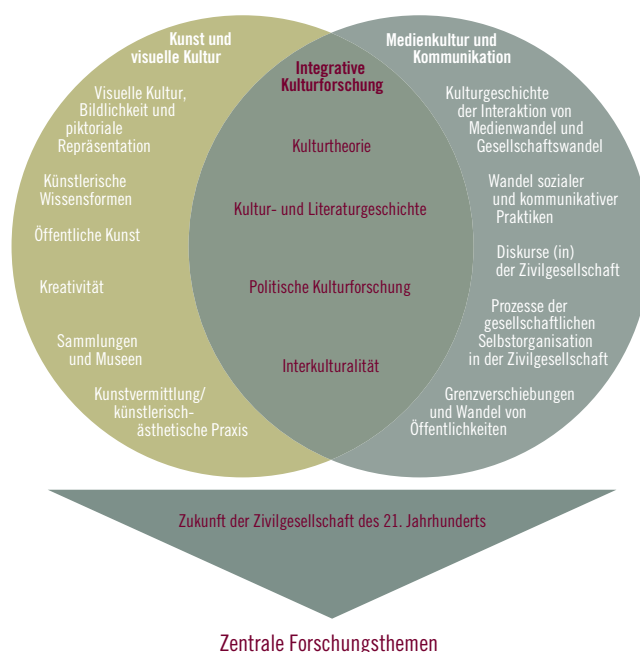 Kunst und
visuelle Kultur
Visuelle Kultur,
Bildlichkeit und
piktoriale
Repräsentation
Künstlerische
Wissensformen
Öffentliche Kunst
Kreativität
Sammlungen
und Museen
Kunstvermittlung/
künstlerisch-
ästhetische Praxis
Integrative
Kulturforschung
Kulturtheorie
Kultur- und Literaturgeschichte
Politische Kulturforschung
Interkulturalität
Medienkultur und
Kommunikation
Kulturgeschichte
der Interaktion von
Medienwandel und
Gesellschaftswandel
Wandel sozialer
und kommunikativer
Praktiken
Diskurse (in)
der Zivilgesellschaft
Prozesse der
gesellschaftlichen
Selbstorganisation
in der Zivilgesellschaft
Grenzverschiebungen
und Wandel von
Öffentlichkeiten
Zukunft der Zivilgesellschaft des 21. Jahrhunderts
Zentrale Forschungsthemen